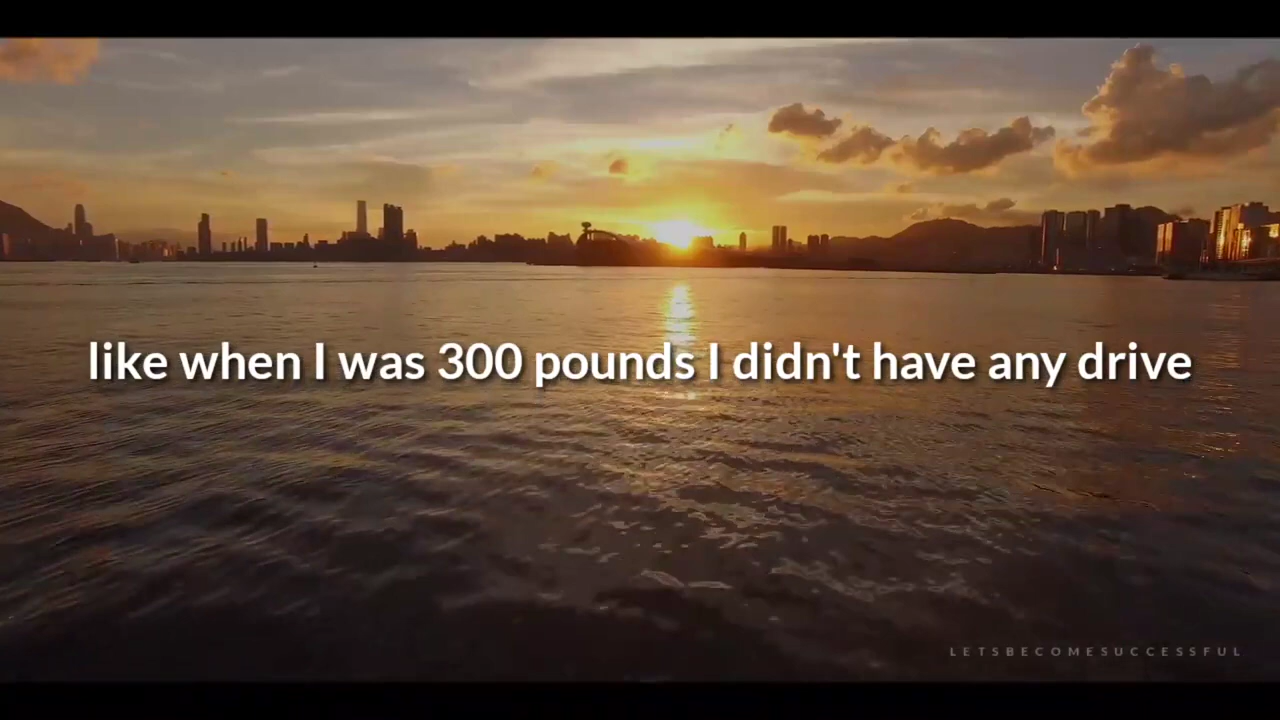 like when I was 300 pounds I didn't have any drive
LETSBECOMESUCCESSFUL